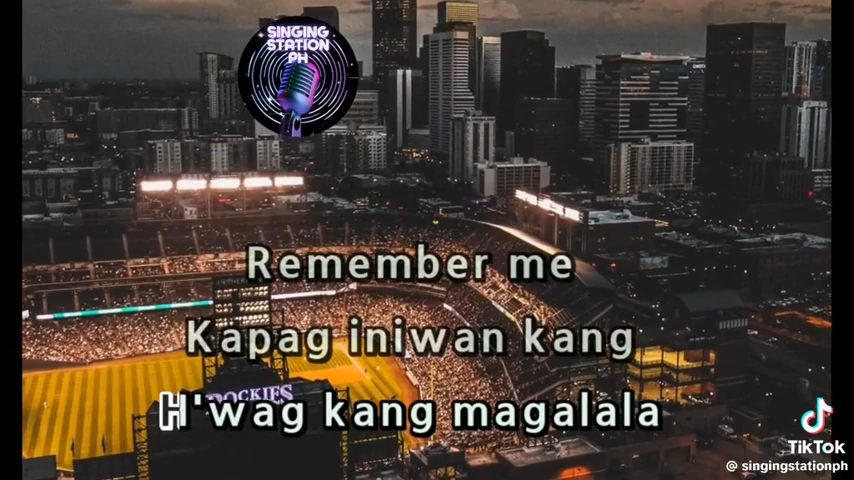 SINGING
STATION
PH
Remember me
Kapag iniwan kang
ROCKIES
H'wag kang magalala
TikTok
@ singingstationph